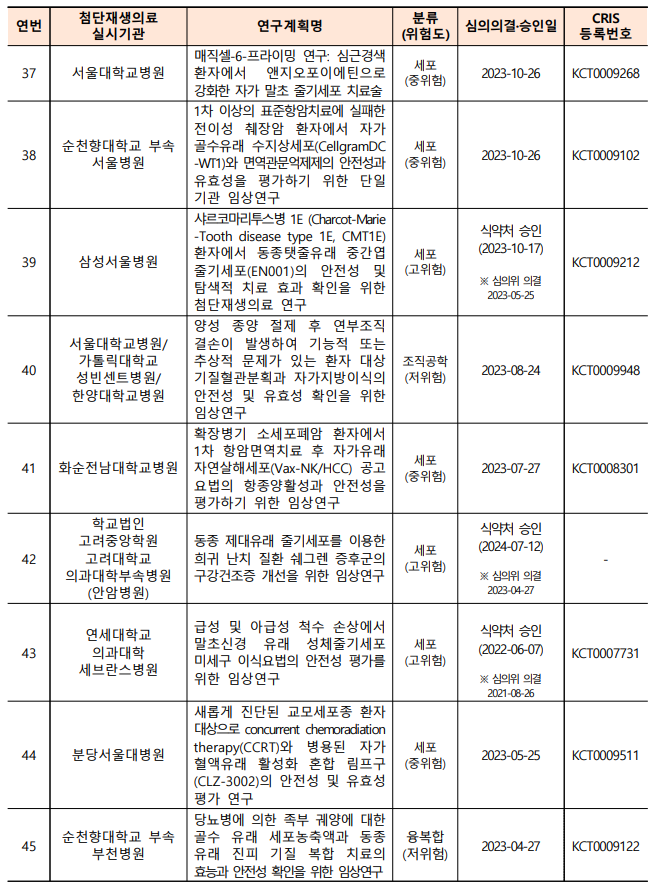 연번
첨단재생의료
실시기관
연구계획명
분류
(위험도)
심의의결·승인일
CRIS
등록번호
37
서울대학교병원
매직셀-6-프라이밍 연구: 심근경색
환자에서 앤지오포이에틴으로
강화한 자가 말초 줄기세포 치료술
세포
(중위험)
2023-10-26
KCT0009268
38
순천향대학교 부속
서울병원
1차 이상의 표준항암치료에 실패한
전이성 췌장암 환자에서 자가
골수유래 수지상세포(CellgramDC
-WT1)와 면역관문억제제의 안전성과
유효성을 평가하기 위한 단일
기관 임상연구
세포
(중위험)
2023-10-26
KCT0009102
39
삼성서울병원
샤르코마리투스병 1E (Charcot-Marie
-Tooth disease type 1E, CMT1E)
환자에서 동종탯줄유래 중간엽
줄기세포(EN001)의 안전성 및
탐색적 치료 효과 확인을 위한
첨단재생의료 연구
세포
(고위험)
식약처 승인
(2023-10-17)
※ 심의위 의결
2023-05-25
KCT0009212
40
서울대학교병원/
가톨릭대학교
성빈센트병원/
한양대학교병원
양성 종양 절제 후 연부조직
결손이 발생하여 기능적 또는
추상적 문제가 있는 환자 대상
기질혈관분획과 자가지방이식의
안전성 및 유효성 확인을 위한
임상연구
조직공학
(저위험)
2023-08-24
KCT0009948
41
화순전남대학교병원
확장병기 소세포폐암 환자에서
1차 항암면역치료 후 자가유래
자연살해세포(Vax-NK/HCC) 공고
요법의 항종양활성과 안전성을
평가하기 위한 임상연구
세포
(중위험)
2023-07-27
KCT0008301
42
학교법인
고려중앙학원
고려대학교
의과대학부속병원
(안암병원)
동종 제대유래 줄기세포를 이용한
희귀 난치 질환 쉐그렌 증후군의
구강건조증 개선을 위한 임상연구
세포
(고위험)
식약처 승인
(2024-07-12)
※ 심의위 의결
2023-04-27
-
43
연세대학교
의과대학
세브란스병원
급성 및 아급성 척수 손상에서
말초신경 유래 성체줄기세포
미세구 이식요법의 안전성 평가를
위한 임상연구
세포
(고위험)
식약처 승인
(2022-06-07)
※ 심의위 의결
2021-08-26
KCT0007731
44
분당서울대병원
새롭게 진단된 교모세포종 환자
대상으로 concurrent chemoradiation
therapy(CCRT)와 병용된 자가
혈액유래 활성화 혼합 림프구
(CLZ-3002)의 안전성 및 유효성
평가 연구
세포
(중위험)
2023-05-25
KCT0009511
45
순천향대학교 부속
부천병원
당뇨병에 의한 족부 궤양에 대한
골수 유래 세포농축액과 동종
유래 진피 기질 복합 치료의
효능과 안전성 확인을 위한 임상연구
융복합
(저위험)
2023-04-27
KCT0009122